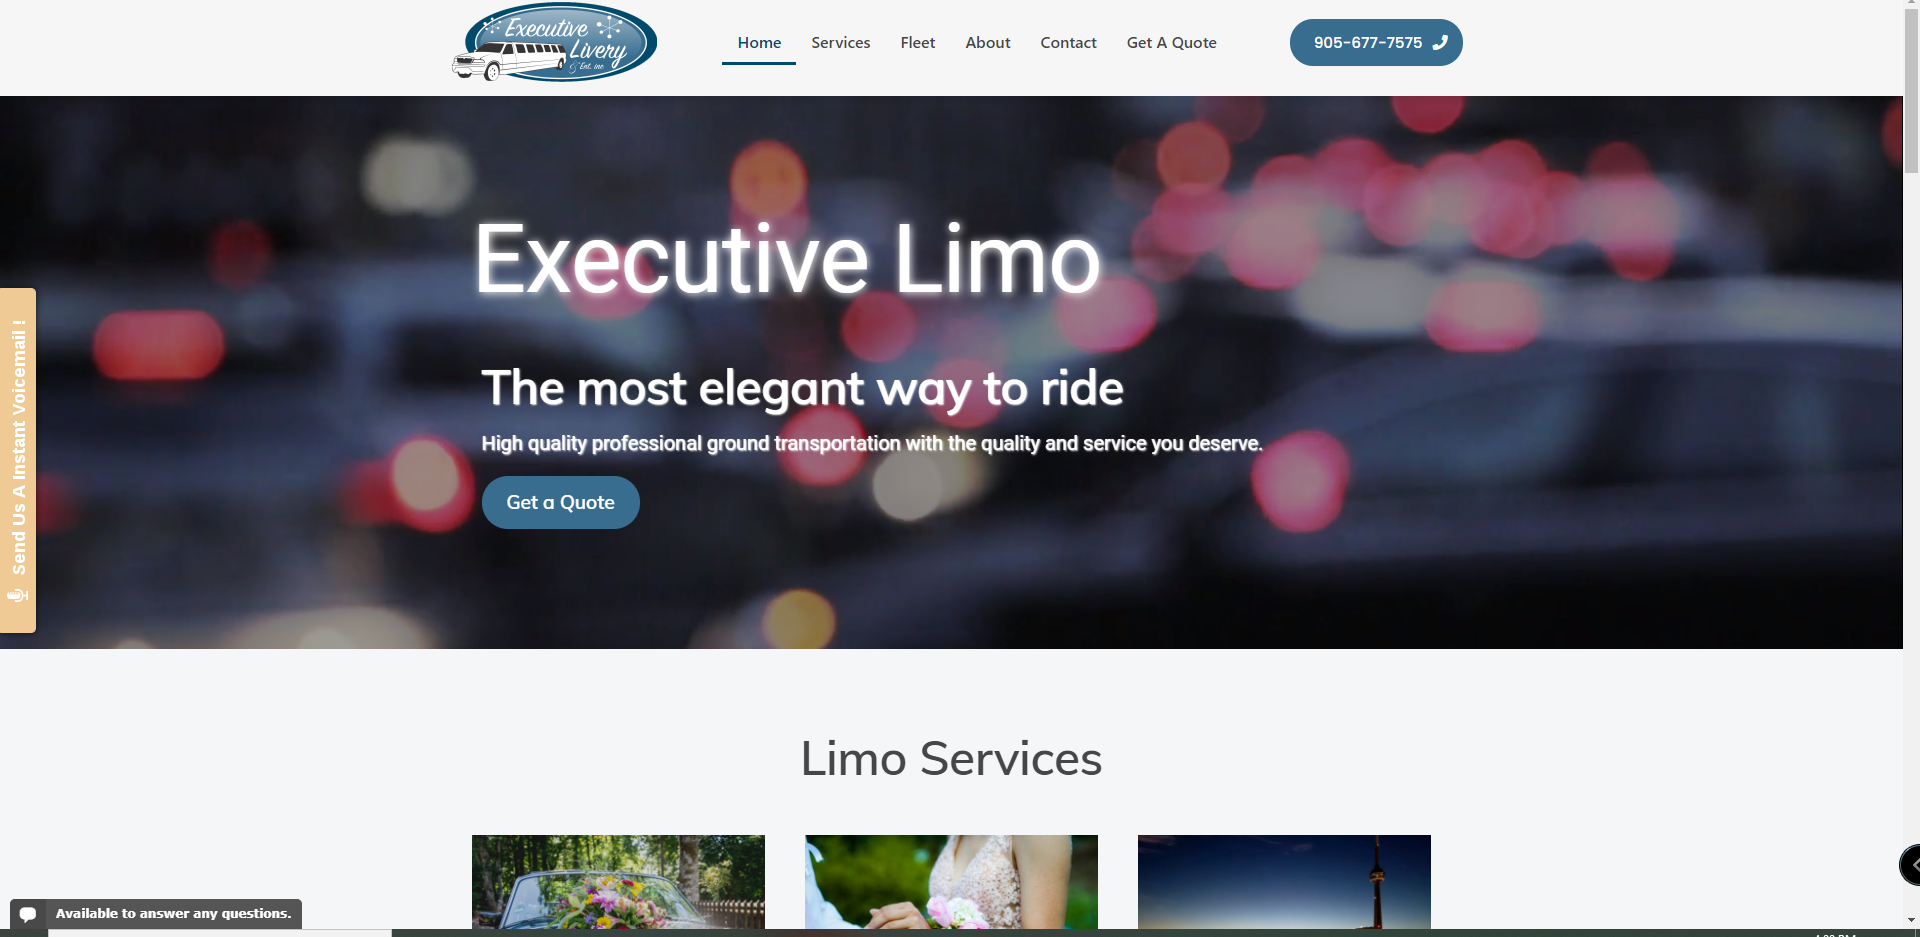 Executive
Livery
& Ent. inc
Home
Services
Fleet
About
Contact
Get A Quote
905-677-7575
Executive Limo
The most elegant way to ride
High quality professional ground transportation with the quality and service you deserve.
Get a Quote
Send Us A Instant Voicemail !
Limo Services
Available to answer any questions.